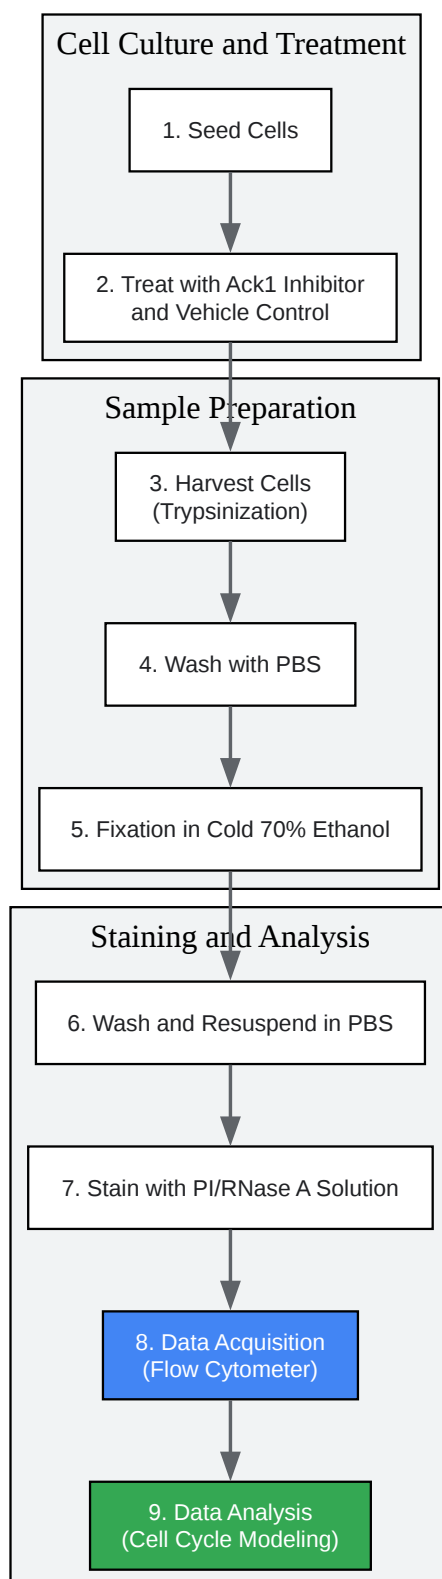 Cell Culture and Treatment
1. Seed Cells
2. Treat with Ack1 Inhibitor
and Vehicle Control
Sample Preparation
3. Harvest Cells
(Trypsinization)
4. Wash with PBS
5. Fixation in Cold 70% Ethanol
Staining and Analysis
6. Wash and Resuspend in PBS
7. Stain with PI/RNase A Solution
8. Data Acquisition
(Flow Cytometer)
9. Data Analysis
(Cell Cycle Modeling)